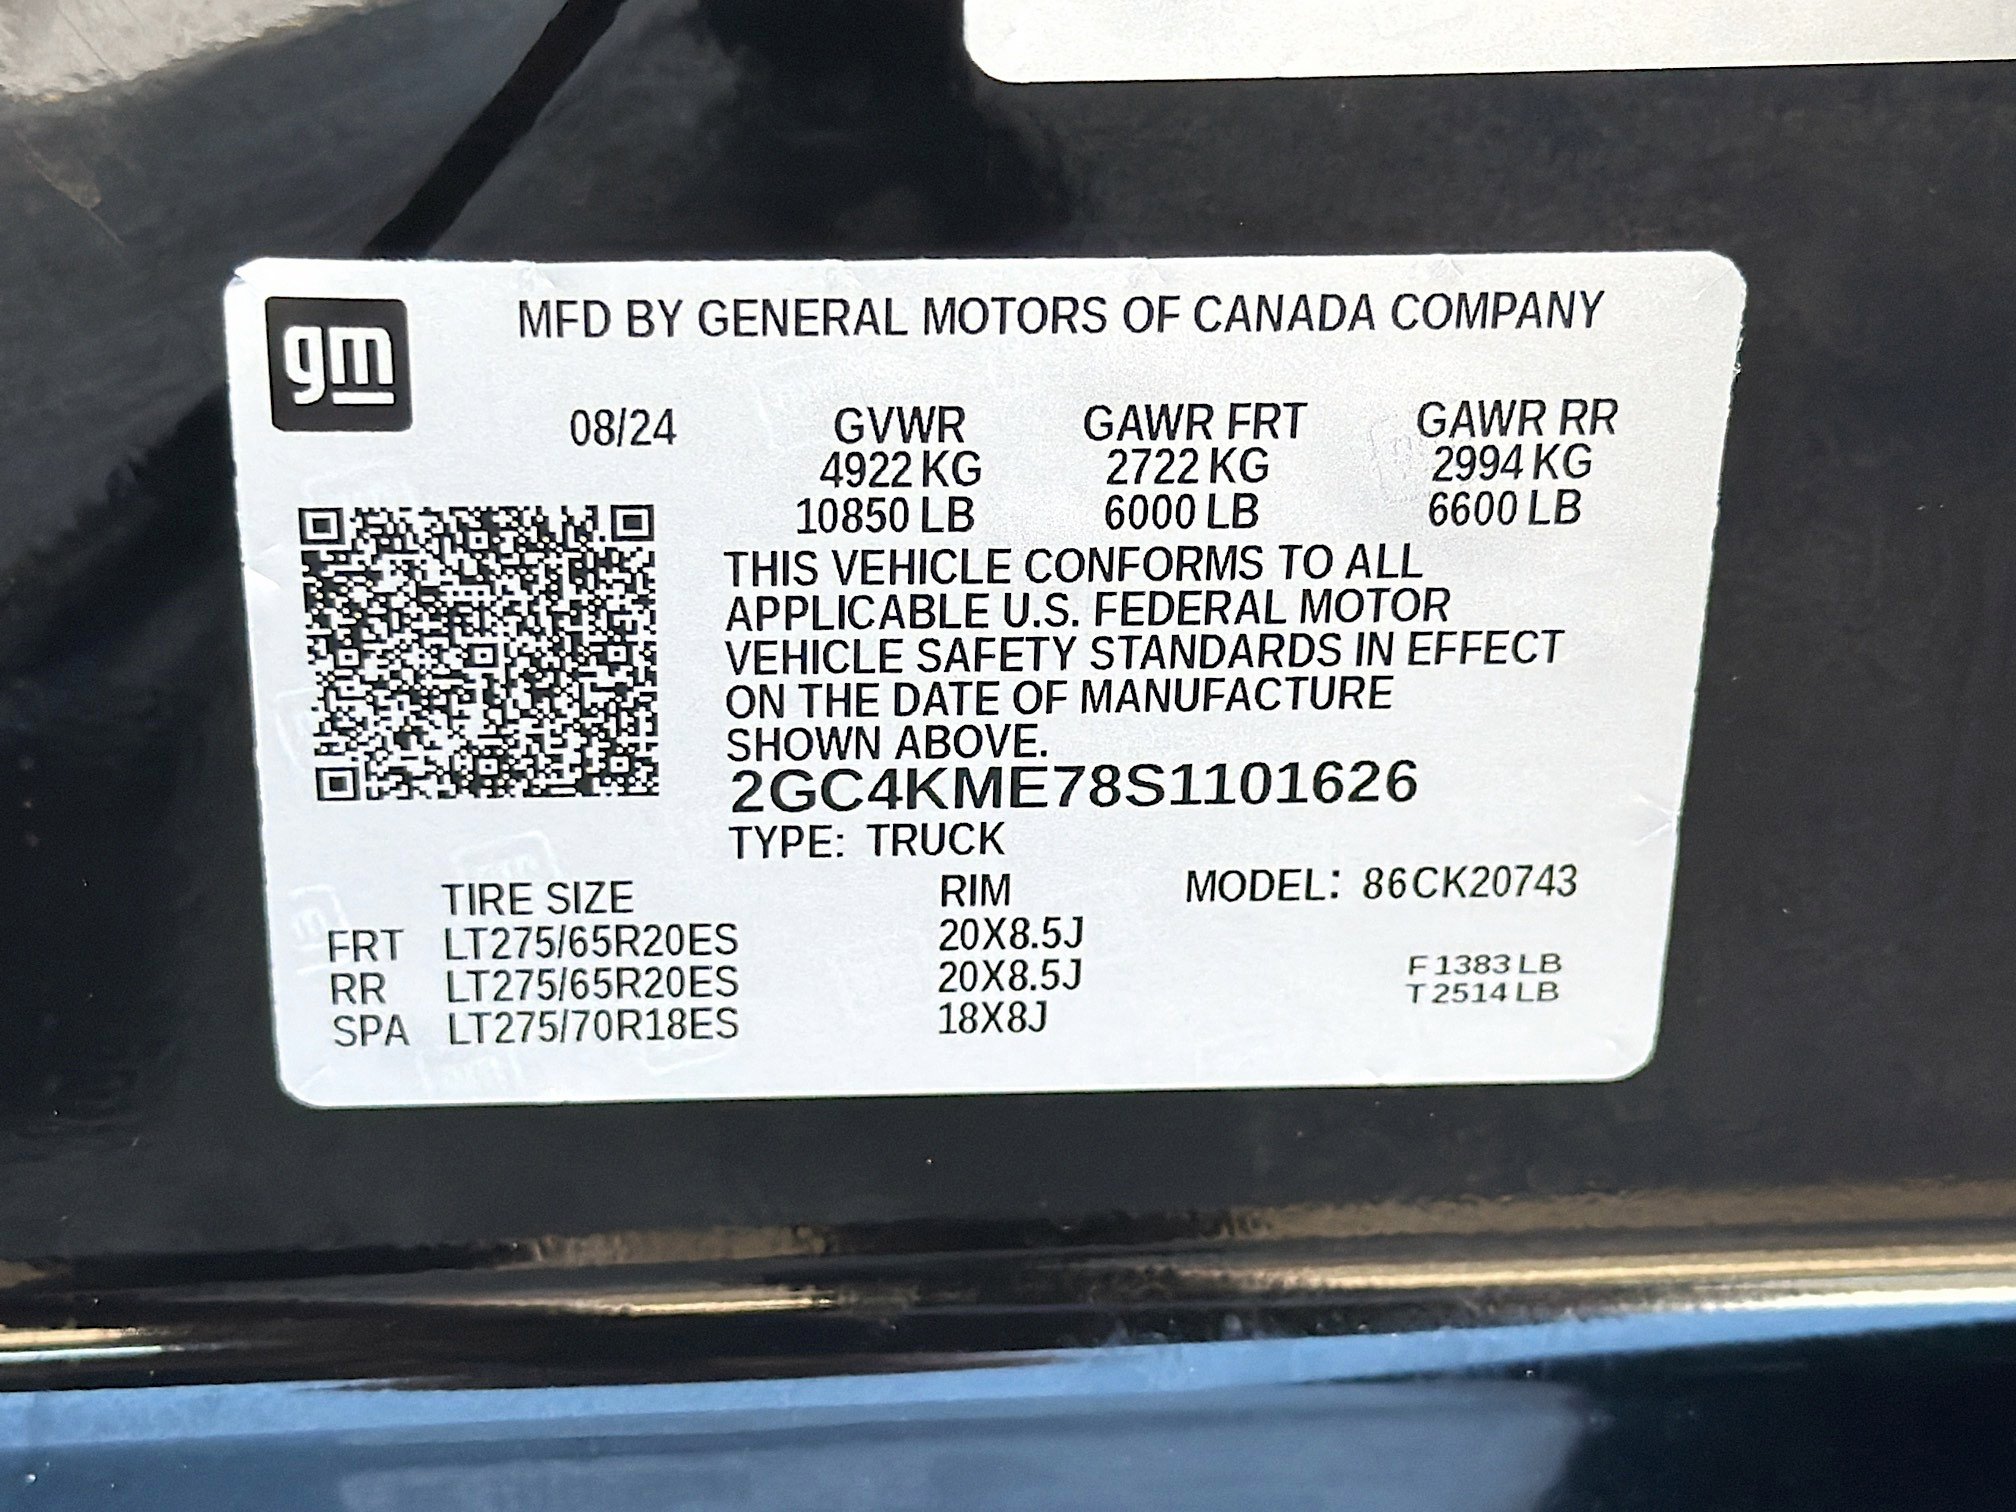 gm
MFD BY GENERAL MOTORS OF CANADA COMPANY
08/24 GVWR GAWR FRT GAWR RR
4922 KG 2722 KG 2994 KG
10850 LB 6000 LB 6600 LB
THIS VEHICLE CONFORMS TO ALL
APPLICABLE U.S. FEDERAL MOTOR
VEHICLE SAFETY STANDARDS IN EFFECT
ON THE DATE OF MANUFACTURE
SHOWN ABOVE.
2GC4KME78S1101626
TYPE: TRUCK
TIRE SIZE RIM MODEL: 86CK20743
FRT LT275/65R20ES 20X8.5J
RR LT275/65R20ES 20X8.5J
SPA LT275/70R18ES 18X8J
F 1383 LB
T 2514 LB